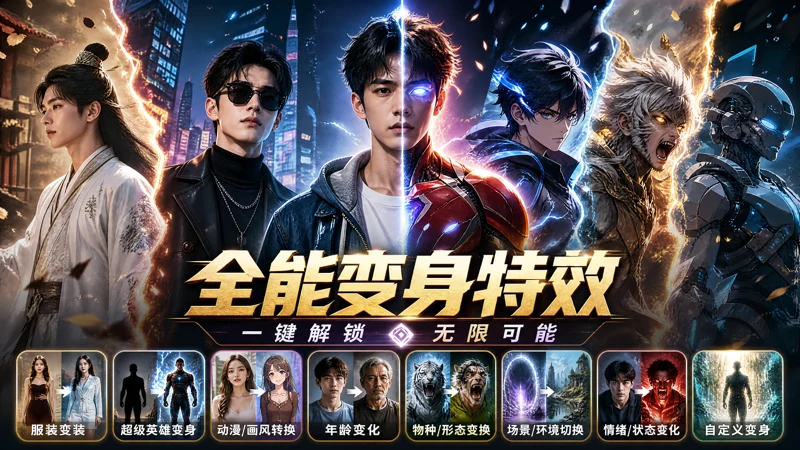 全能变身特效
一键解锁 无限可能
服装变装
超级英雄变身
动漫/画风转换
年龄变化
物种/形态变换
场景/环境切换
情绪/状态变化
自定义变身